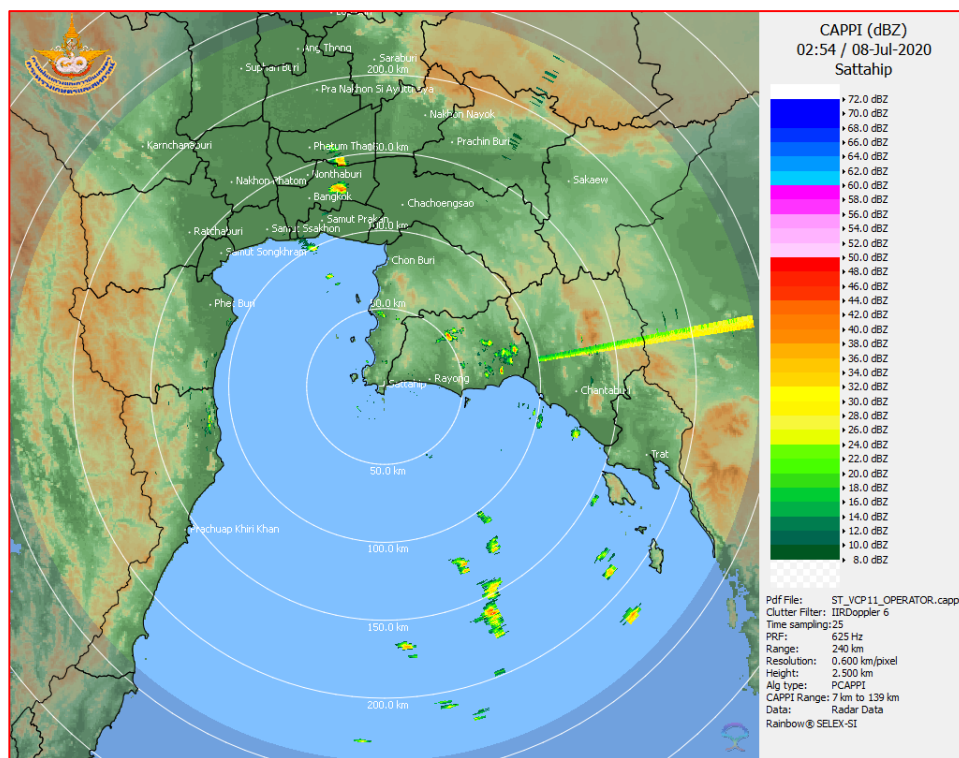 CAPPI (dBZ)
02:54 / 08-Jul-2020
Sattahip
72.0 dBZ
70.0 dBZ
68.0 dBZ
66.0 dBZ
64.0 dBZ
62.0 dBZ
60.0 dBZ
58.0 dBZ
56.0 dBZ
54.0 dBZ
52.0 dBZ
50.0 dBZ
48.0 dBZ
46.0 dBZ
44.0 dBZ
42.0 dBZ
40.0 dBZ
38.0 dBZ
36.0 dBZ
34.0 dBZ
32.0 dBZ
30.0 dBZ
28.0 dBZ
26.0 dBZ
24.0 dBZ
22.0 dBZ
20.0 dBZ
18.0 dBZ
16.0 dBZ
14.0 dBZ
12.0 dBZ
10.0 dBZ
8.0 dBZ
Pdf File: ST_VCP11_OPERATOR.capp
Clutter Filter: IIRDoppler 6
Time sampling:25
PRF: 625 Hz
Range: 240 km
Resolution: 0.600 km/pixel
Height: 2.500 km
Alg type: PCAPPI
CAPPI Range: 7 km to 139 km
Data: Radar Data
Rainbow® SELEX-SI
Ang Thong
Saraburi
Suphan Buri
200.0 km
Pra Nakhon Si Ayutthaya
Nakhon Nayok
Karnchanaburi
Prachin Buri
150.0 km
Nonthaburi
Nakhon Phatom
Sakaew
Bangkok
Chachoengsao
Samut Prakan
100.0 km
Samut Ssakhon
Ratchaburi
Samut Songkhram
Chon Buri
50.0 km
Rayong
Sattahip
Trat
50.0 km
Prachuap Khiri Khan
100.0 km
150.0 km
200.0 km